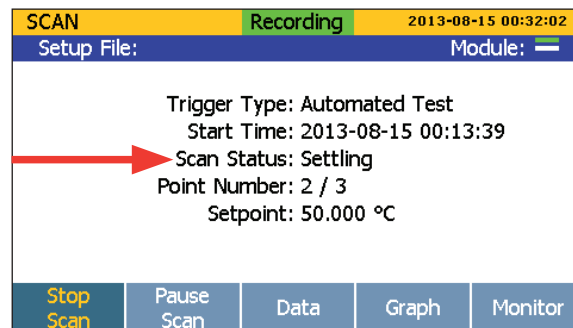 SCAN Recording 2013-08-15 00:32:02
Setup File: Module:
Trigger Type: Automated Test
Start Time: 2013-08-15 00:13:39
Scan Status: Settling
Point Number: 2 / 3
Setpoint: 50.000 °C
Stop Scan
Pause Scan
Data
Graph
Monitor